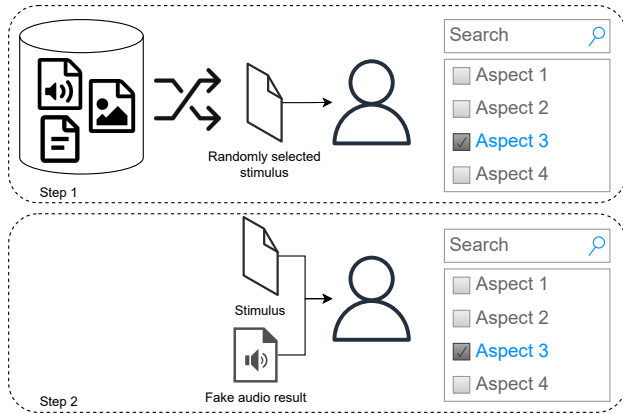 Search
Aspect 1
Aspect 2
Aspect 3
Aspect 4
Randomly selected
stimulus
Step 1
Search
Aspect 1
Aspect 2
Aspect 3
Aspect 4
Stimulus
Fake audio result
Step 2